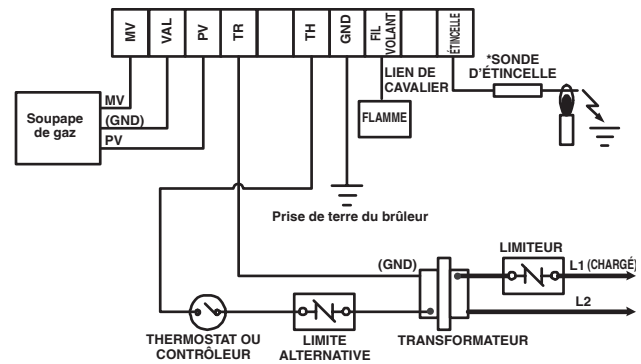 MV
VAL
PV
TR
TH
GND
FIL
VOLANT
ÉTINCELLE
*SONDE
D'ÉTINCELLE
LIEN DE
CAVALIER
FLAMME
Soupape
de gaz
MV
(GND)
PV
Prise de terre du brûleur
LIMITEUR
(GND)
L1 (CHARGÉ)
L2
THERMOSTAT OU
CONTRÔLEUR
LIMITE
ALTERNATIVE
TRANSFORMATEUR